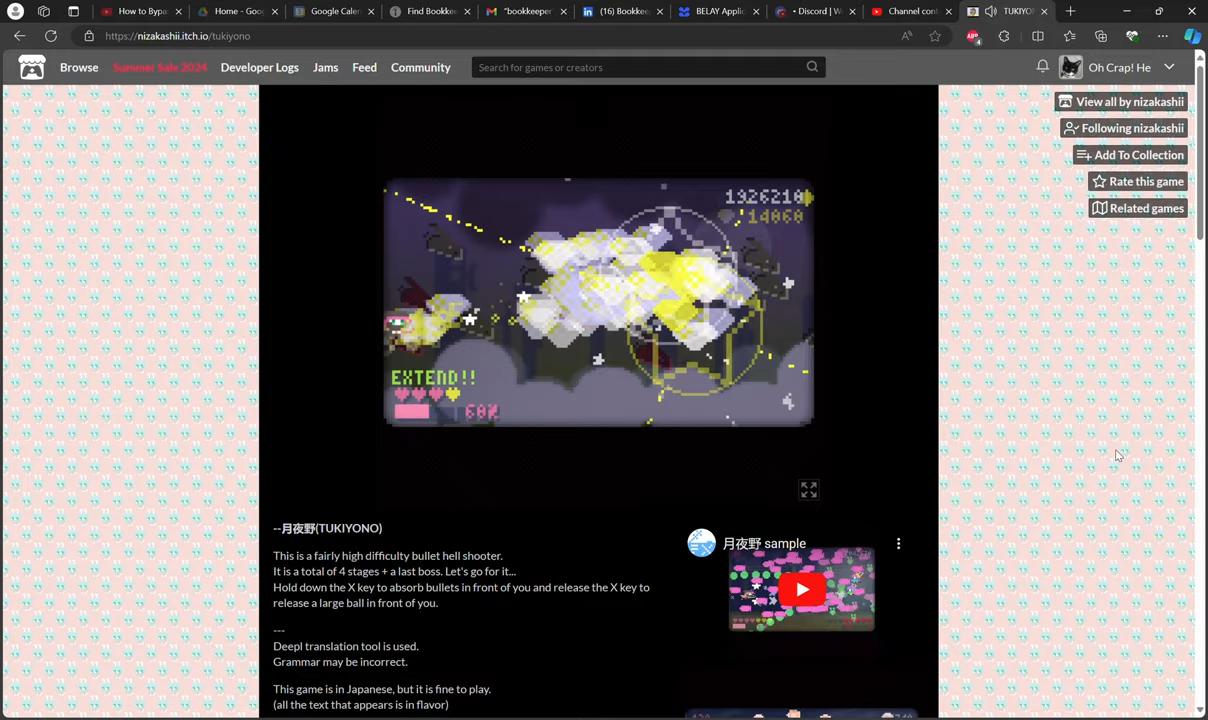 How to Bypa
Home - Goo
Google Cale
Find Bookke
"bookkeeper"
(16) Bookkee
BELAY Applic
• Discord | W
Channel cont
TUKIYO
https://nizakashii.itch.io/tukiyono
4
Browse
Summer Sale 2024
Developer Logs
Jams
Feed
Community
Search for games or creators
Oh Crap! He
View all by nizakashii
Following nizakashii
Add To Collection
Rate this game
Related games
1926210
14060
EXTEND!!
60%
--月夜野(TUKIYONO)
This is a fairly high difficulty bullet hell shooter.
It is a total of 4 stages + a last boss. Let's go for it...
Hold down the X key to absorb bullets in front of you and release the X key to
release a large ball in front of you.
---
Deepl translation tool is used.
Grammar may be incorrect.
This game is in Japanese, but it is fine to play.
(all the text that appears is in flavor)
月夜野 sample